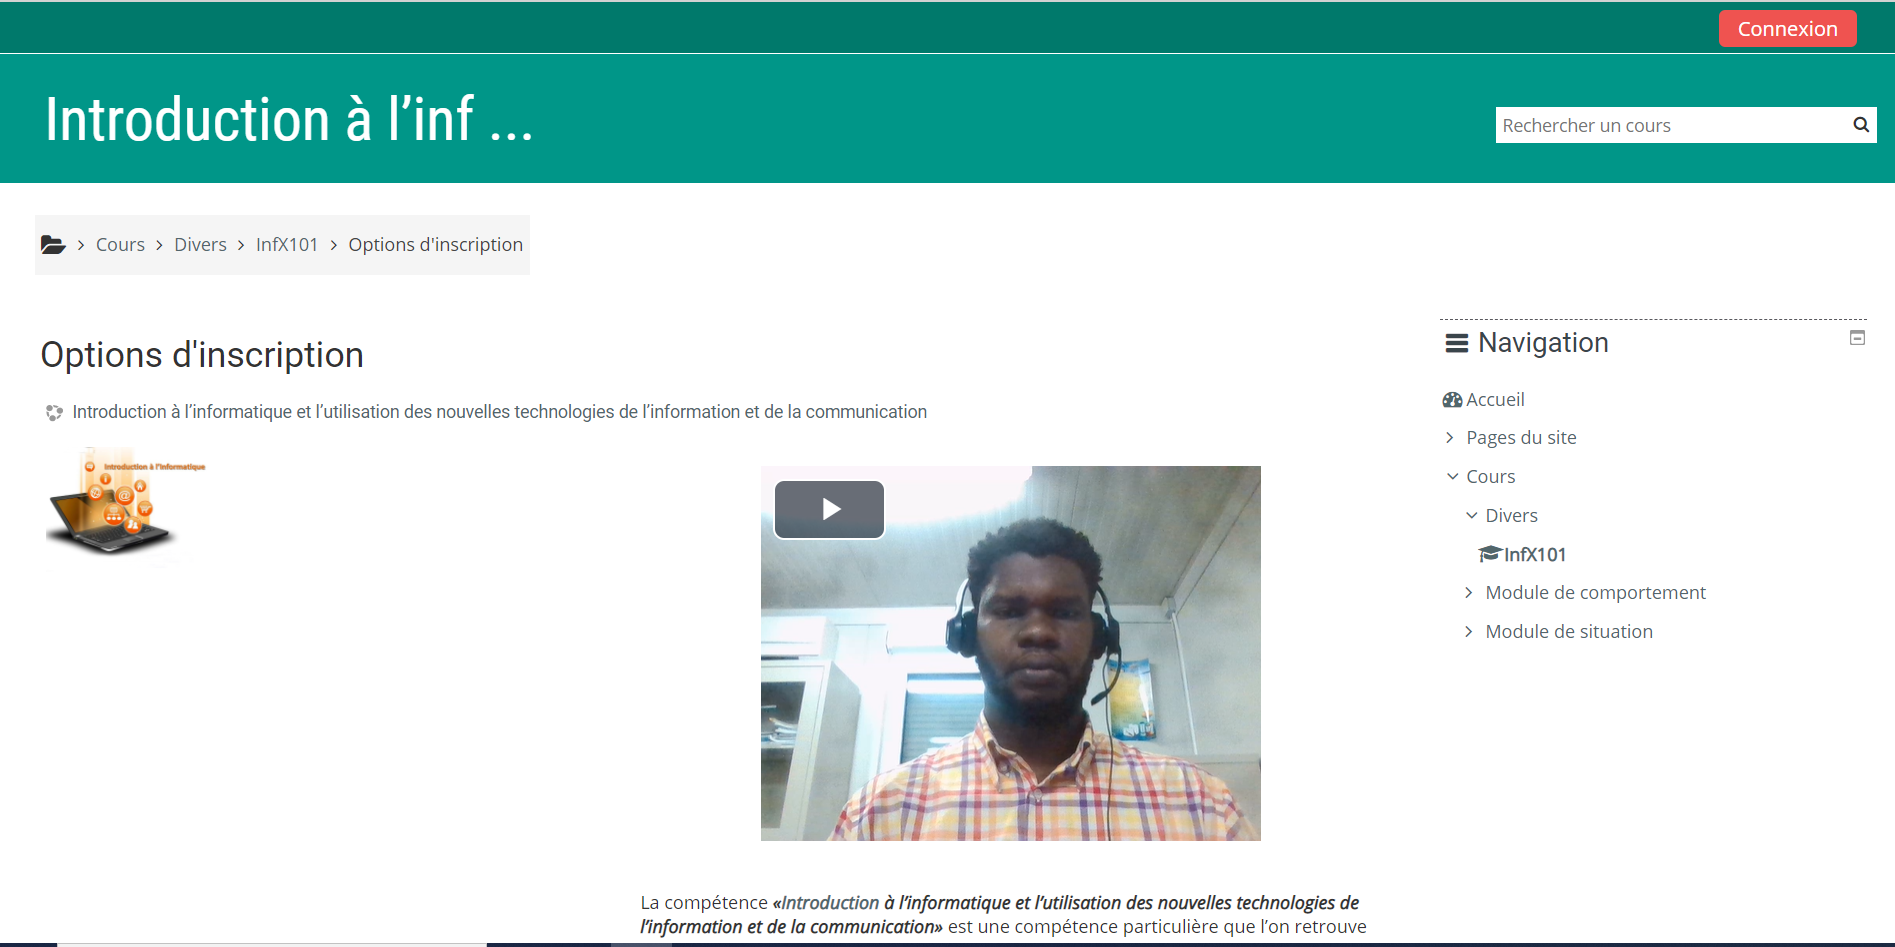 Connexion
Introduction à l’inf ...
Rechercher un cours
Cours Divers InfX101 Options d'inscription
Options d'inscription
Introduction à l’informatique et l’utilisation des nouvelles technologies de l’information et de la communication
Introduction à l'informatique
La compétence «Introduction à l’informatique et l’utilisation des nouvelles technologies de
l’information et de la communication» est une compétence particulière que l’on retrouve
Navigation
Accueil
Pages du site
Cours
Divers
InfX101
Module de comportement
Module de situation